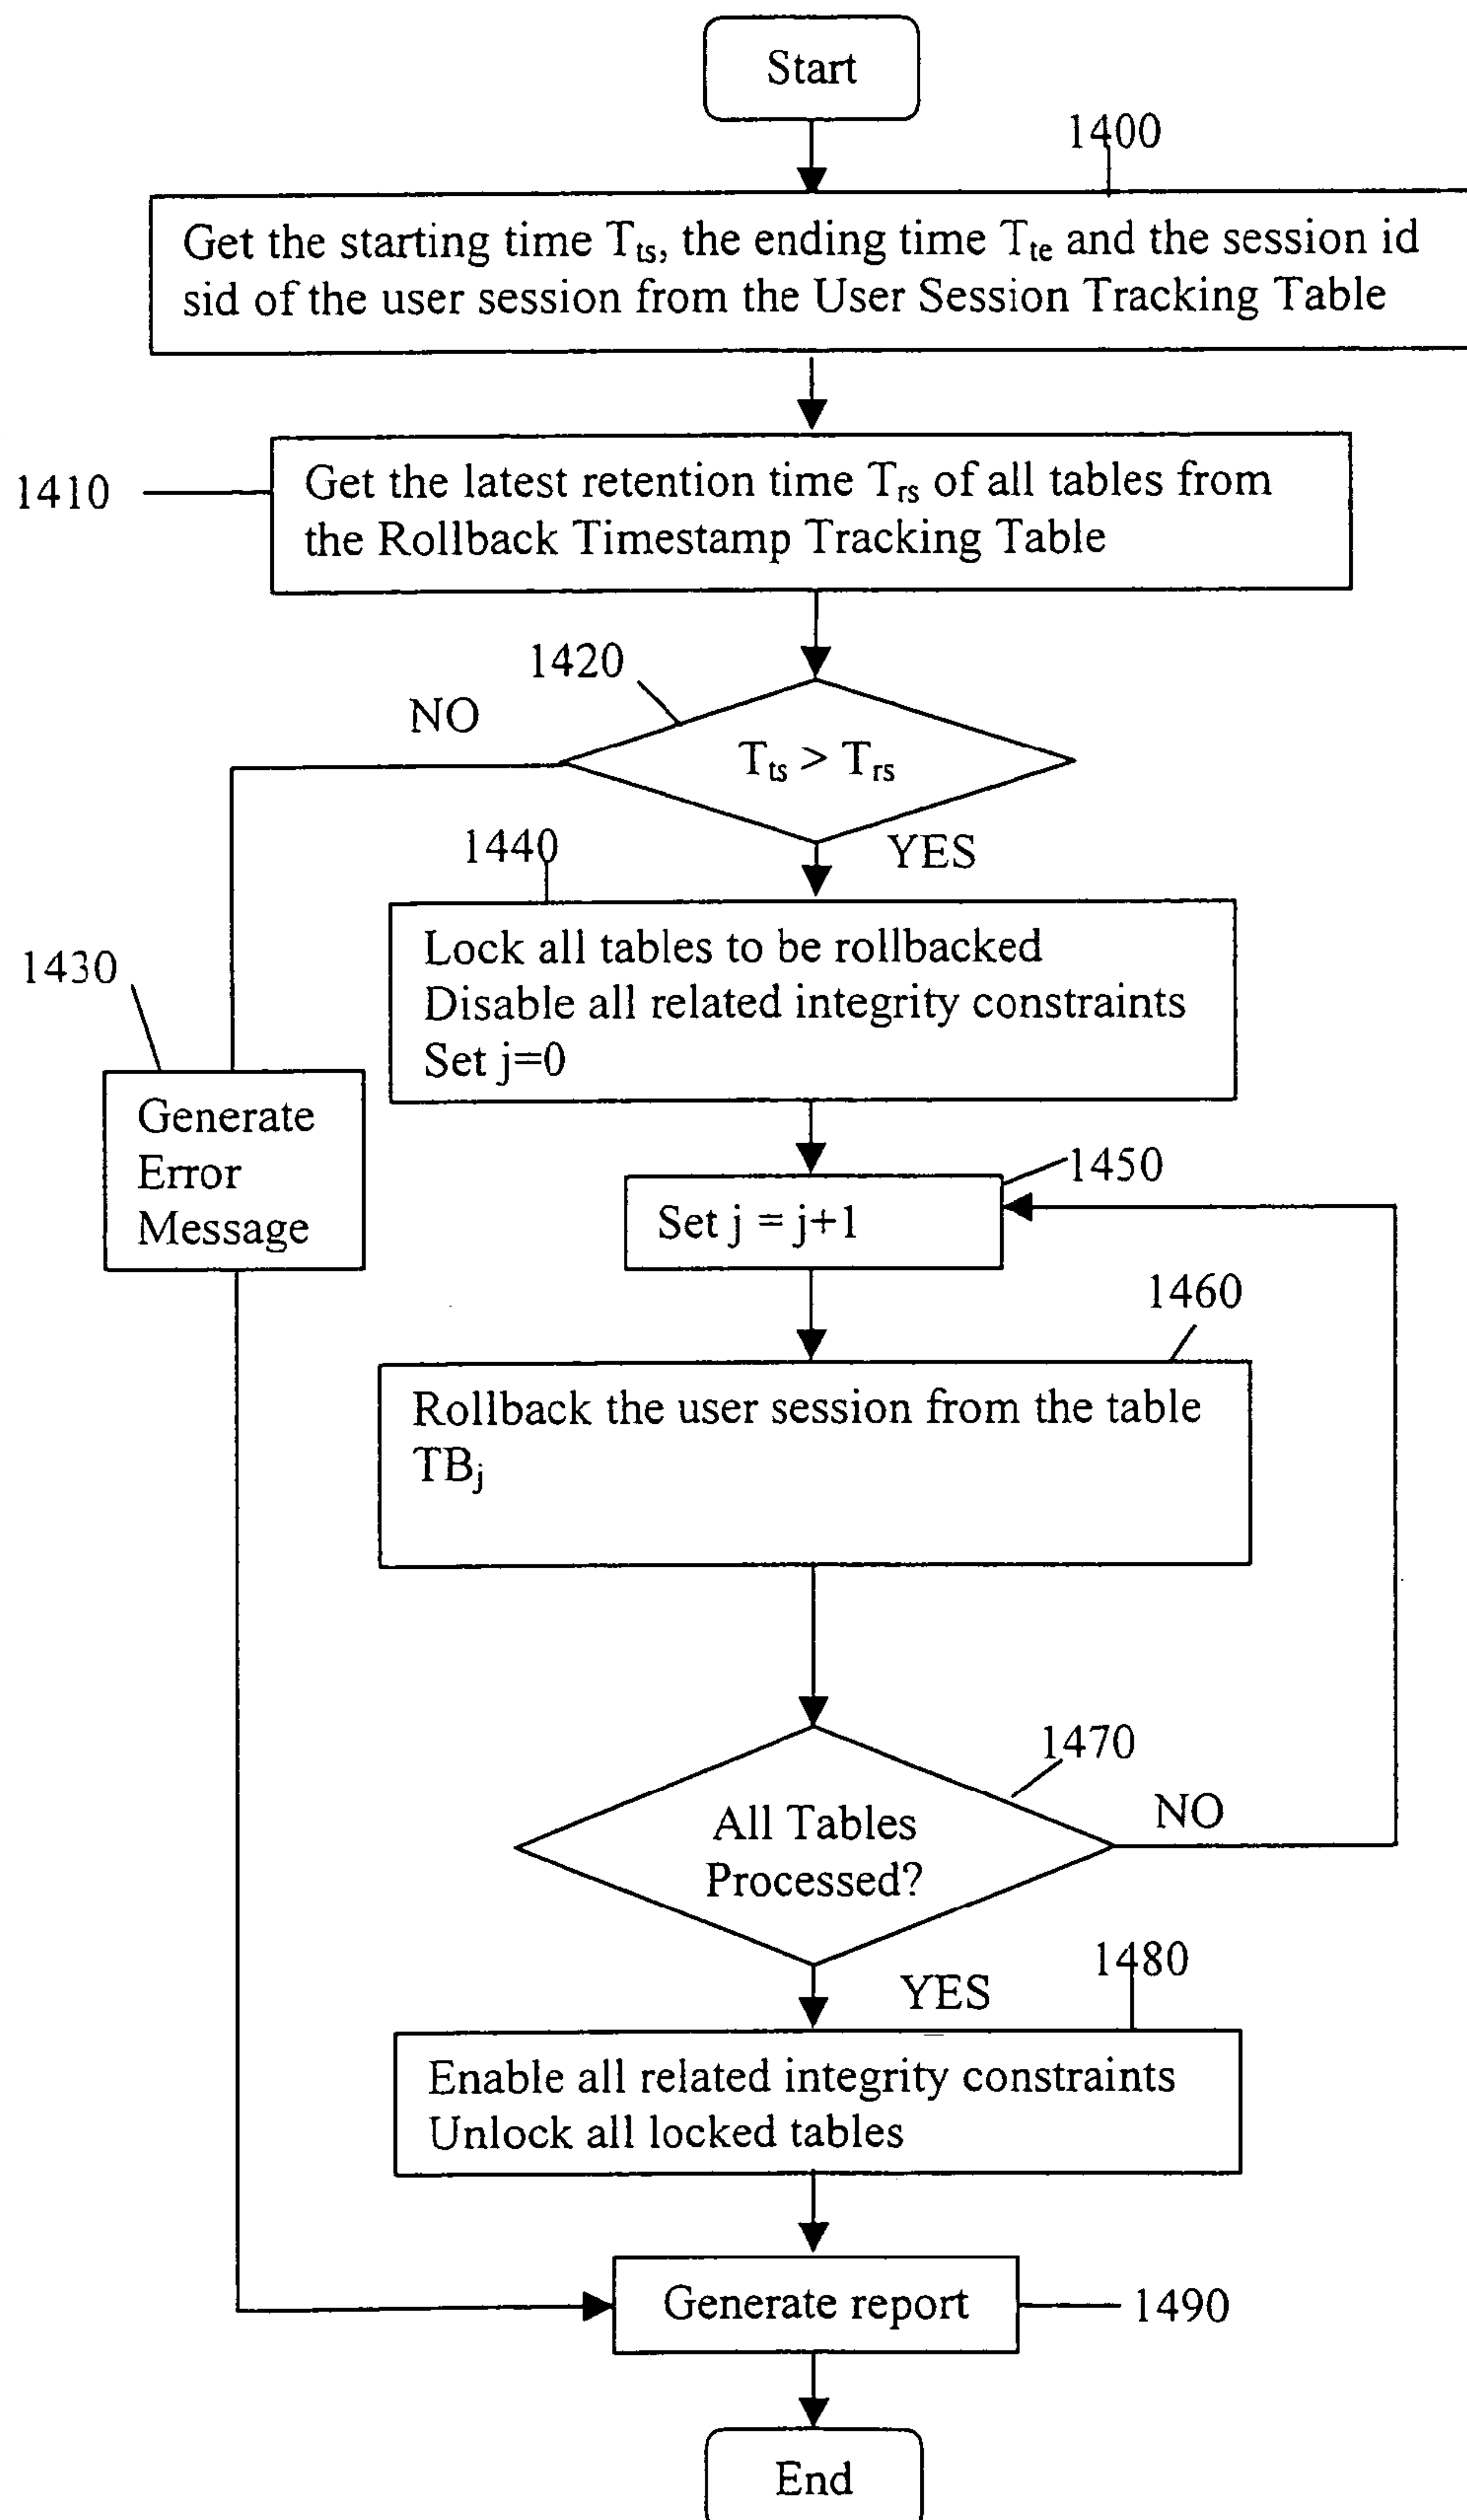 Start
1400
Get the starting time Tts, the ending time Tte and the session id
sid of the user session from the User Session Tracking Table
1410
Get the latest retention time Trs of all tables from
the Rollback Timestamp Tracking Table
1420
NO
Tts > Trs
1440
YES
Lock all tables to be rollbacked
Disable all related integrity constraints
Set j=0
1430
Generate
Error
Message
1450
Set j = j+1
1460
Rollback the user session from the table
TBj
1470
All Tables
Processed?
NO
1480
YES
Enable all related integrity constraints
Unlock all locked tables
Generate report
1490
End